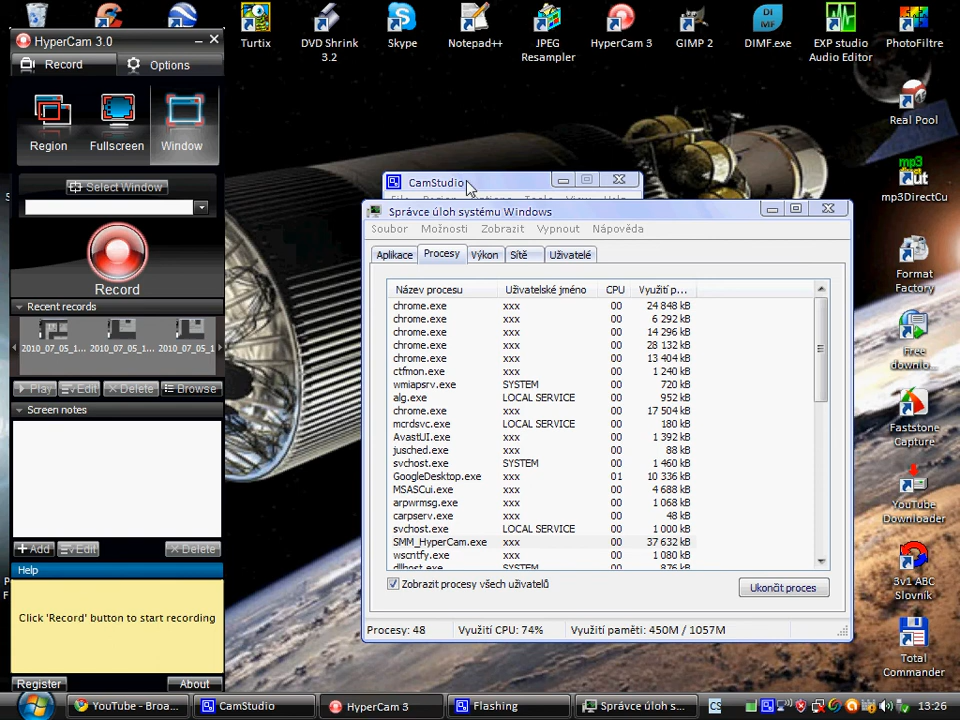 HyperCam 3.0
Record
Options
Region
Fullscreen
Window
Select Window
Record
Recent records
2010_07_05_1...
2010_07_05_1...
2010_07_05_1
Play
Edit
Delete
Browse
Screen notes
Add
Edit
Delete
Help
Click 'Record' button to start recording
Register
About
Turtix
DVD Shrink
3.2
Skype
Notepad++
JPEG
Resampler
HyperCam 3
GIMP 2
DIMF.exe
EXP studio
Audio Editor
PhotoFiltre
Real Pool
mp3DirectCu
Format
Factory
Free
downlo...
Faststone
Capture
YouTube
Downloader
3v1 ABC
Slovník
Total
Commander
CamStudio
Správce úloh systému Windows
Soubor
Možnosti
Zobrazit
Vypnout
Nápověda
Aplikace
Procesy
Výkon
Sítě
Uživatelé
Název procesu Uživatelské jméno CPU Využití p...
chrome.exe xxx 00 24 848 kB
chrome.exe xxx 00 6 292 kB
chrome.exe xxx 00 14 296 kB
chrome.exe xxx 00 28 132 kB
chrome.exe xxx 00 13 404 kB
ctfmon.exe xxx 00 1 240 kB
wmiapsrv.exe SYSTEM 00 720 kB
alg.exe LOCAL SERVICE 00 952 kB
chrome.exe xxx 00 17 504 kB
mcrdsvc.exe LOCAL SERVICE 00 180 kB
AvastUI.exe xxx 00 1 392 kB
jusched.exe xxx 00 88 kB
svchost.exe SYSTEM 00 1 460 kB
GoogleDesktop.exe xxx 01 10 336 kB
MSASCui.exe xxx 00 4 688 kB
arpwrmsg.exe xxx 00 1 068 kB
carpserv.exe xxx 00 48 kB
svchost.exe LOCAL SERVICE 00 1 000 kB
SMM_HyperCam.exe xxx 00 37 632 kB
wscntfy.exe xxx 00 1 080 kB
dllhost.exe SYSTEM 00 876 kB
Zobrazit procesy všech uživatelů
Ukončit proces
Procesy: 48
Využití CPU: 74%
Využití paměti: 450M / 1057M
YouTube - Broa...
CamStudio
HyperCam 3
Flashing
Správce úloh s...
CS
13:26